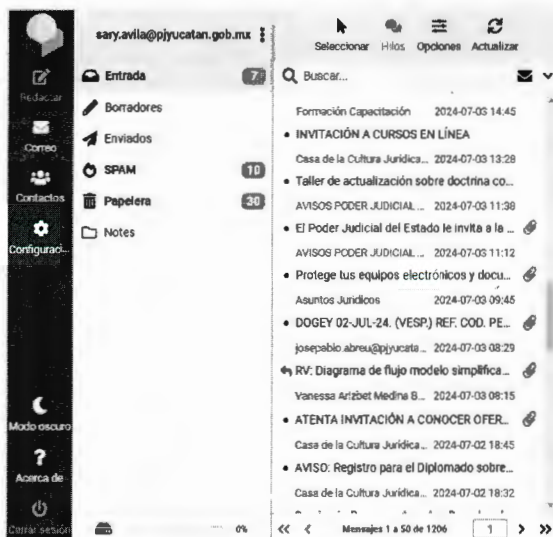 sary.avila@pjyucatan.gob.mx
Redactar
Correo
Contactos
Configuraci...
Modo oscuro
Acerca de
Cerrar sesión
Entrada 7
Borradores
Enviados
SPAM 10
Papelera 30
Notes
0%
Seleccionar Hilos Opciones Actualizar
Buscar...
Formación Capacitación 2024-07-03 14:45
• INVITACIÓN A CURSOS EN LÍNEA
Casa de la Cultura Jurídica... 2024-07-03 13:28
• Taller de actualización sobre doctrina co...
AVISOS PODER JUDICIAL ... 2024-07-03 11:38
• El Poder Judicial del Estado le invita a la ...
AVISOS PODER JUDICIAL ... 2024-07-03 11:12
• Protege tus equipos electrónicos y docu...
Asuntos Jurídicos 2024-07-03 09:45
• DOGEY 02-JUL-24. (VESP.) REF. COD. PE...
josepablo.abreu@pjyucata... 2024-07-03 08:29
RV: Diagrama de flujo modelo simplifica...
Vanessa Arizbet Medina B... 2024-07-03 08:15
• ATENTA INVITACIÓN A CONOCER OFER...
Casa de la Cultura Jurídica... 2024-07-02 18:45
• AVISO: Registro para el Diplomado sobre...
Casa de la Cultura Jurídica... 2024-07-02 18:32
Mensajes 1 a 50 de 1206 1